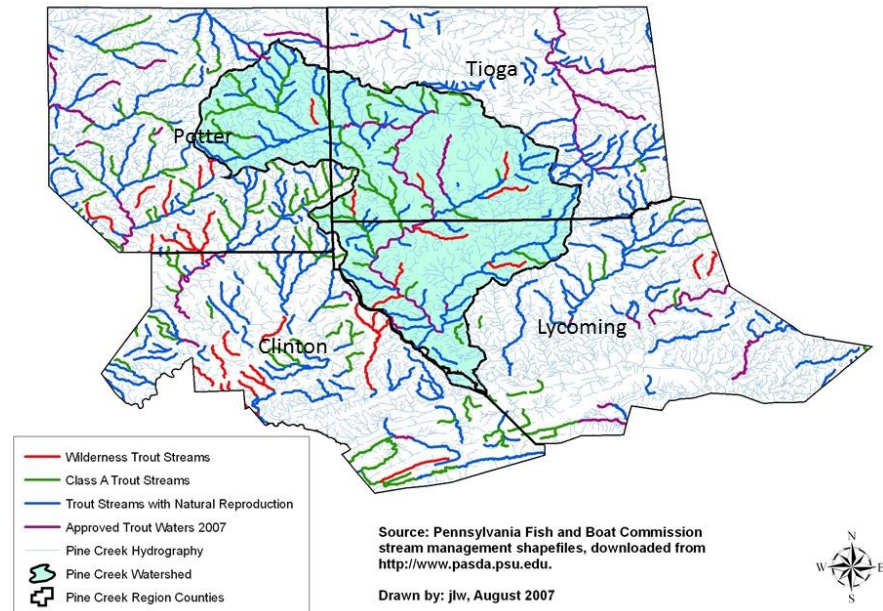 Tioga
Potter
Lycoming
Clinton
Wilderness Trout Streams
Class A Trout Streams
Trout Streams with Natural Reproduction
Approved Trout Waters 2007
Pine Creek Hydrography
Pine Creek Watershed
Pine Creek Region Counties
Source: Pennsylvania Fish and Boat Commission
stream management shapefiles, downloaded from
http://www.pasda.psu.edu.
Drawn by: jlw, August 2007
N
W E
S